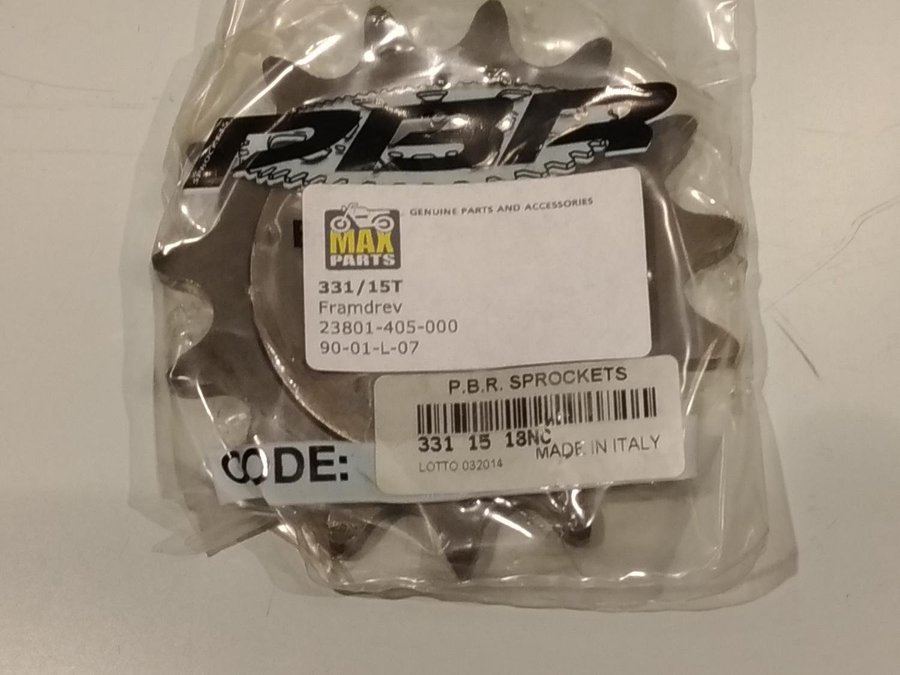 PBR
GENUINE PARTS AND ACCESSORIES
MAX
PARTS
331/15T
Framdrev
23801-405-000
90-01-L-07
P.B.R. SPROCKETS
331 15 18NC
MADE IN ITALY
LOTTO 032014
CODE: